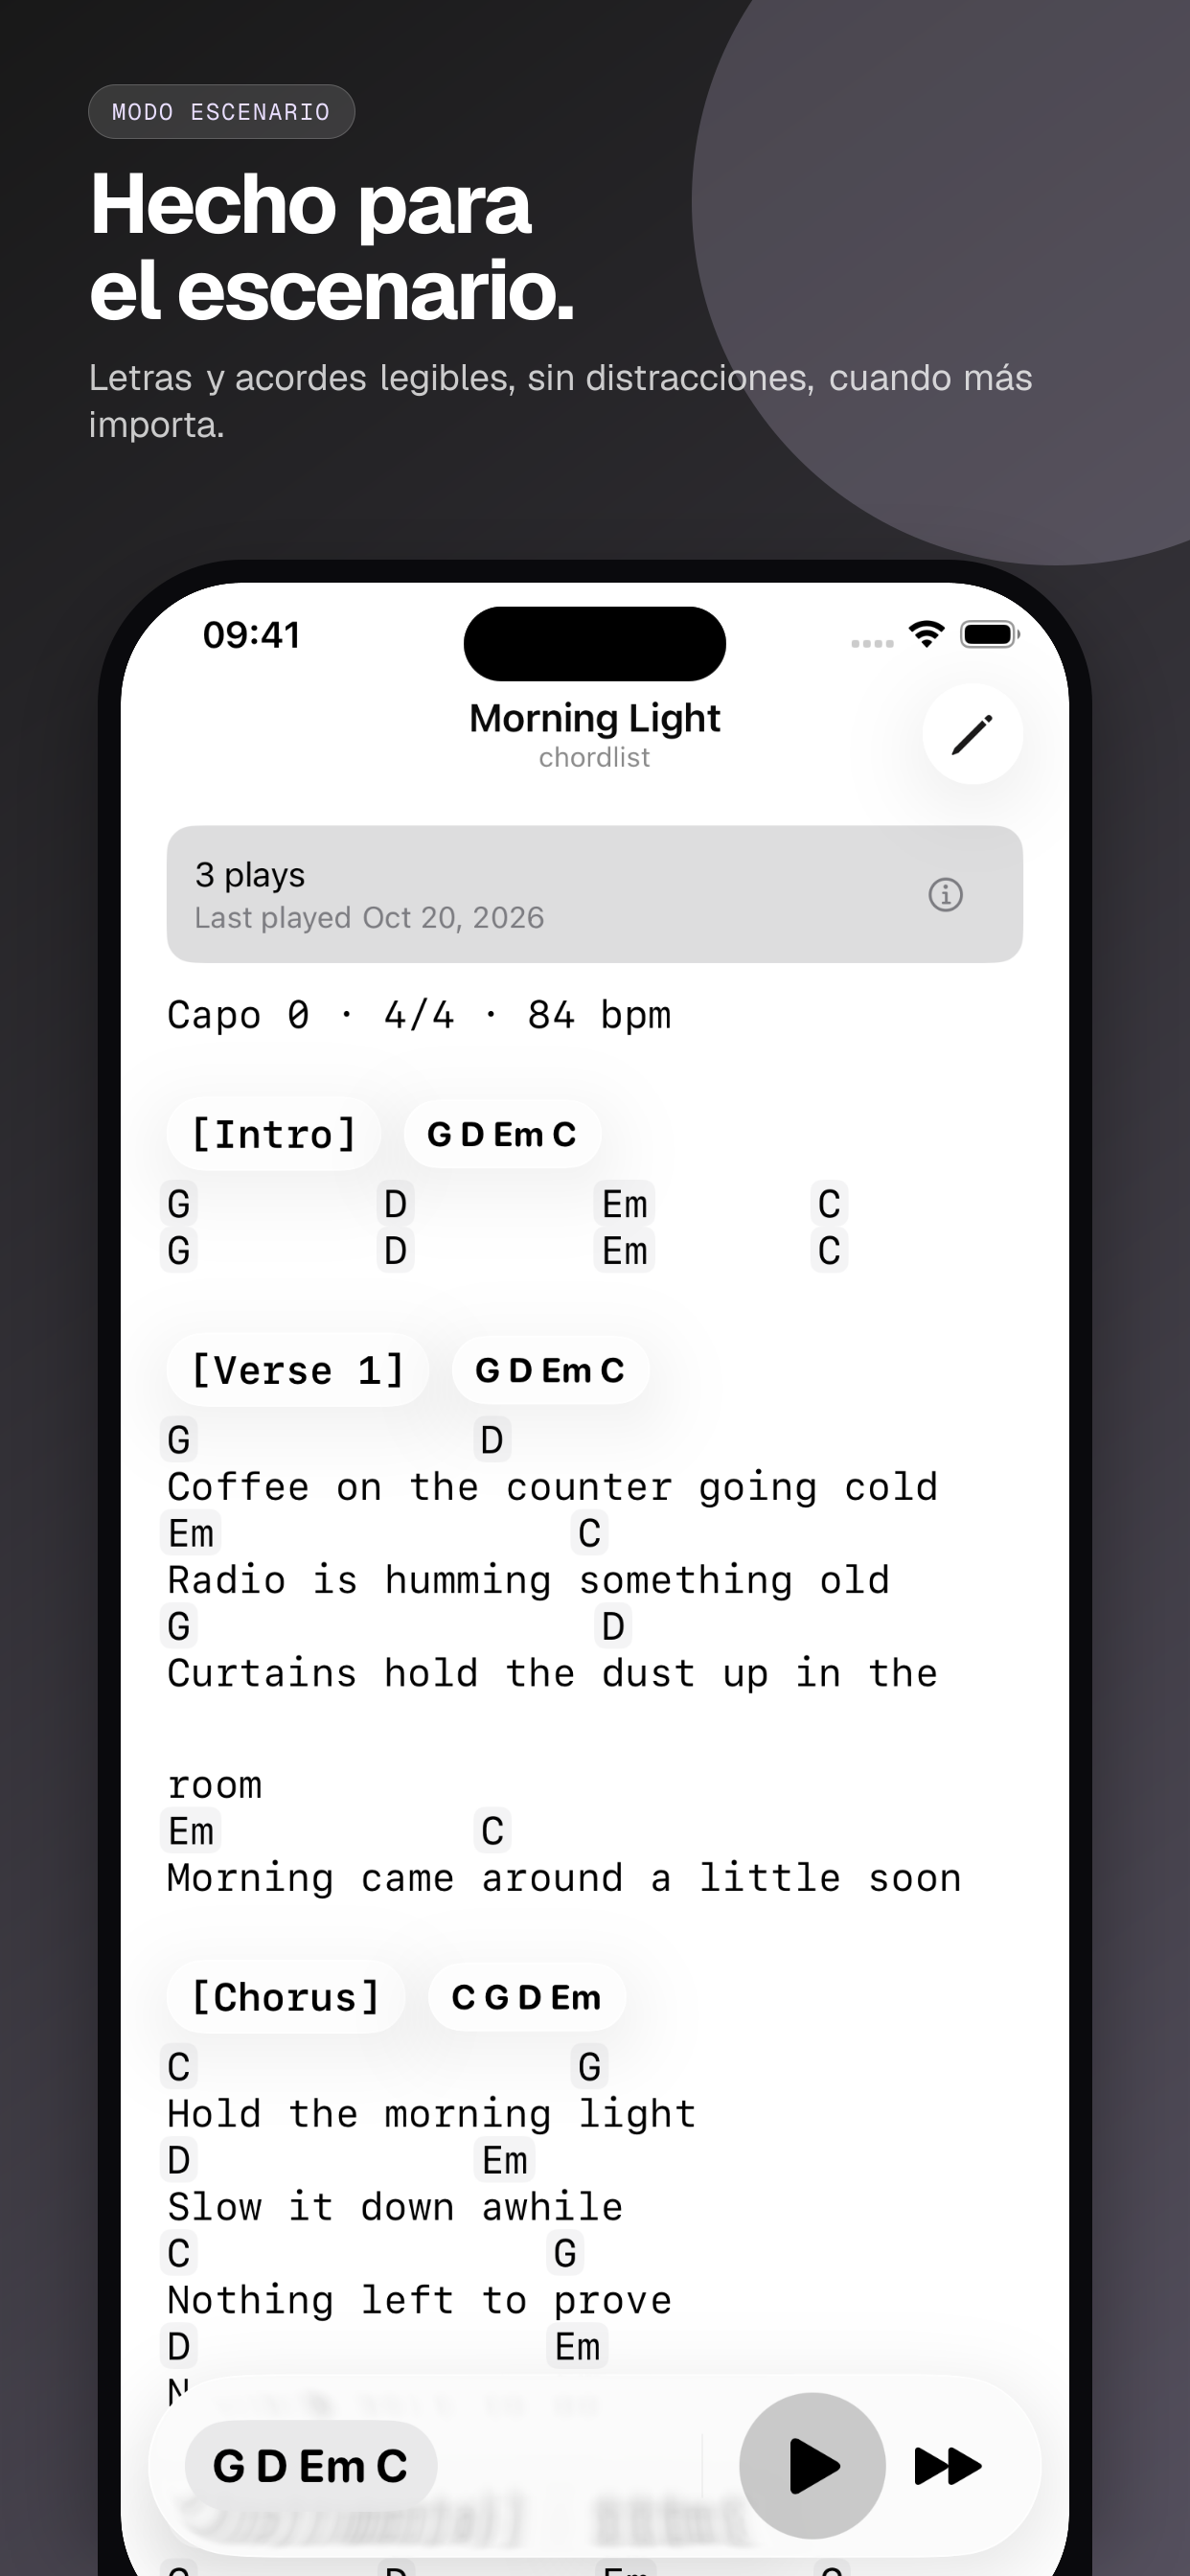 MODO ESCENARIO
Hecho para
el escenario.
Letras y acordes legibles, sin distracciones, cuando más
importa.
09:41
Morning Light
chordlist
3 plays
Last played Oct 20, 2026
Capo 0 · 4/4 · 84 bpm
[Intro] G D Em C
G D Em C
G D Em C
[Verse 1] G D Em C
G D
Coffee on the counter going cold
Em C
Radio is humming something old
G D
Curtains hold the dust up in the
room
Em C
Morning came around a little soon
[Chorus] C G D Em
C G
Hold the morning light
D Em
Slow it down awhile
C G
Nothing left to prove
D Em
G D Em C